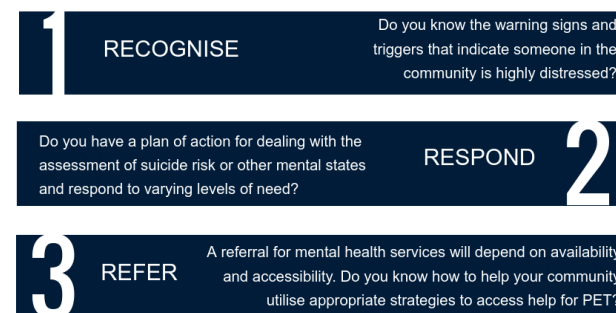 1
RECOGNISE
Do you know the warning signs and
triggers that indicate someone in the
community is highly distressed?
Do you have a plan of action for dealing with the
assessment of suicide risk or other mental states
and respond to varying levels of need?
RESPOND
2
3
REFER
A referral for mental health services will depend on availability
and accessibility. Do you know how to help your community
utilise appropriate strategies to access help for PET?